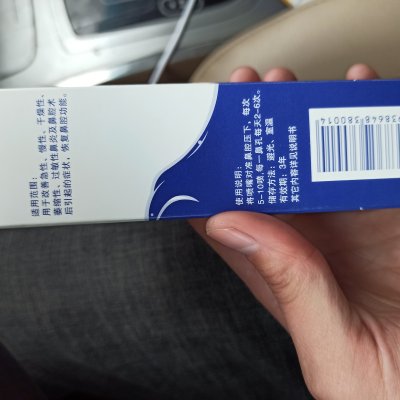 适用范围:
用于改善急性、慢性、干燥性、
萎缩性、过敏性鼻炎及鼻腔术
后引起的症状，恢复鼻腔功能。
使用说明:
将喷嘴对准鼻腔压下，每次
5-10喷,每一鼻孔每天2-6次。
储存方法: 避光、室温
有效期: 3年
其它内容详见说明书